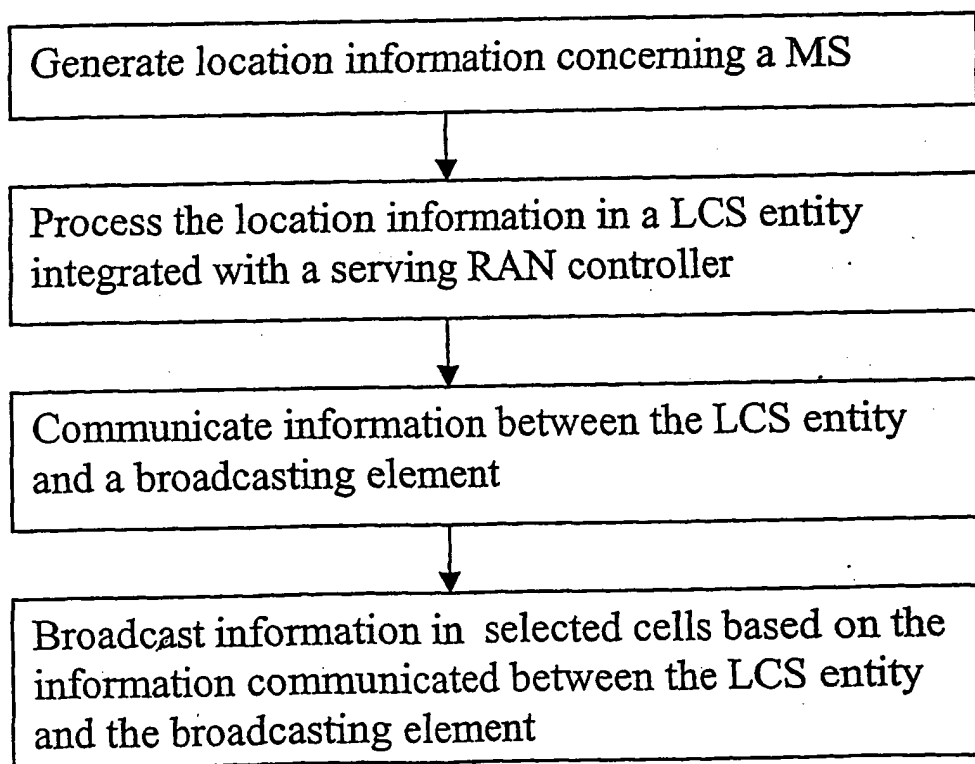 Generate location information concerning a MS
Process the location information in a LCS entity
integrated with a serving RAN controller
Communicate information between the LCS entity
and a broadcasting element
Broadcast information in selected cells based on the
information communicated between the LCS entity
and the broadcasting element